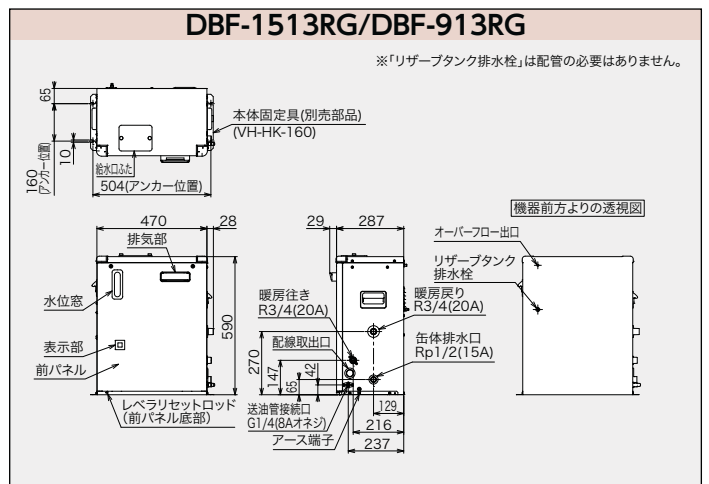 DBF-1513RG/DBF-913RG
※「リザーブタンク排水栓」は配管の必要はありません。
65
160
(アンカー位置)
10
本体固定具(別売部品)
(VH-HK-160)
給水口ふた
504(アンカー位置)
470
28
排気部
水位窓
表示部
前パネル
590
レベラリセットロッド
(前パネル底部)
29
287
暖房往き
R3/4(20A)
配線取出口
270
147
65
42
暖房戻り
R3/4(20A)
缶体排水口
Rp1/2(15A)
129
216
237
送油管接続口
G1/4(8Aオネジ)
アース端子
機器前方よりの透視図
オーバーフロー出口
リザーブタンク
排水栓